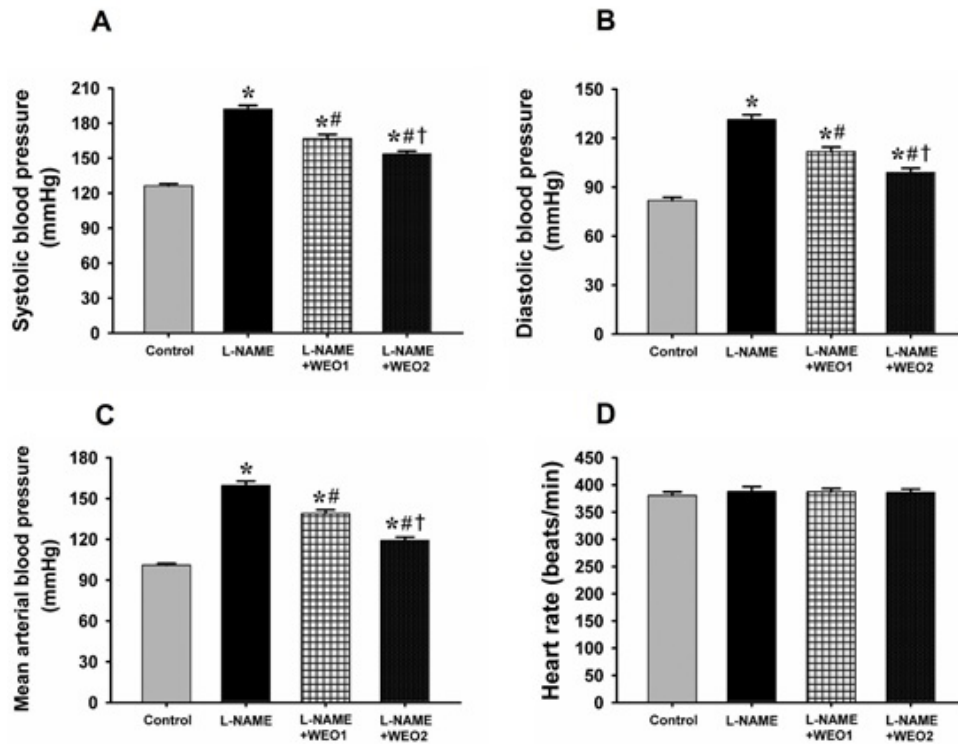 A
Systolic blood pressure
(mmHg)
210
180
150
120
90
60
30
0
*
*#
*#†
Control
L-NAME
L-NAME
+WEO1
L-NAME
+WEO2
B
Diastolic blood pressure
(mmHg)
150
120
90
60
30
0
*
*#
*#†
Control
L-NAME
L-NAME
+WEO1
L-NAME
+WEO2
C
Mean arterial blood pressure
(mmHg)
180
150
120
90
60
30
0
*
*#
*#†
Control
L-NAME
L-NAME
+WEO1
L-NAME
+WEO2
D
Heart rate (beats/min)
450
400
350
300
250
200
150
100
50
0
Control
L-NAME
L-NAME
+WEO1
L-NAME
+WEO2